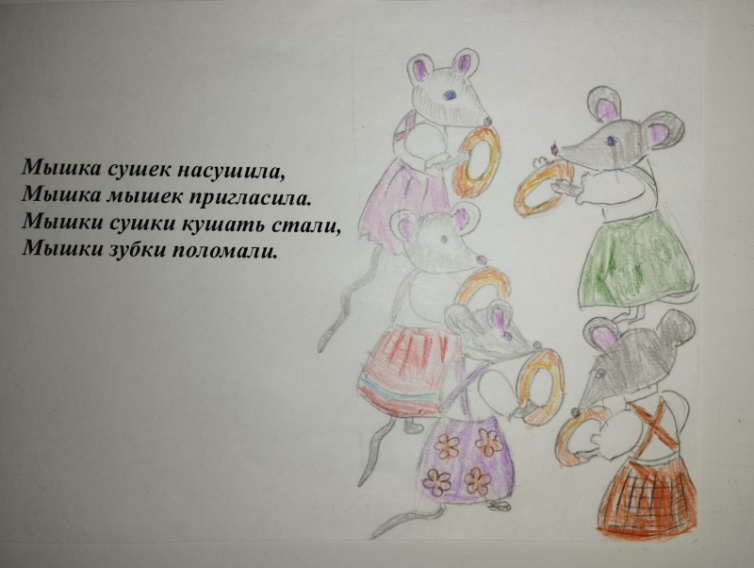 Мышка сушек насушила,
Мышка мышек пригласила.
Мышки сушки кушать стали,
Мышки зубки поломали.